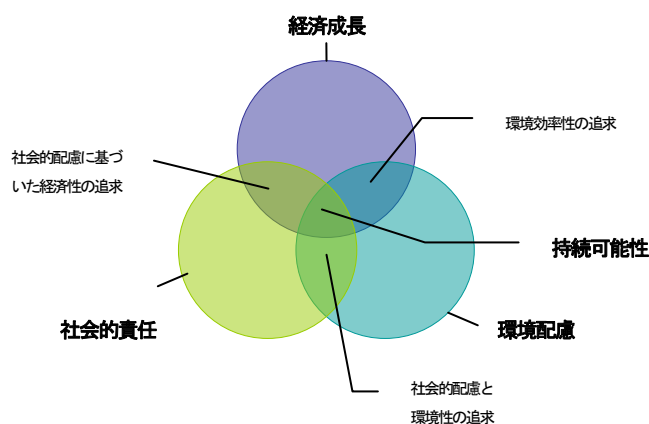 経済成長
環境効率性の追求
社会的配慮に基づ
いた経済性の追求
持続可能性
社会的責任
環境配慮
社会的配慮と
環境性の追求